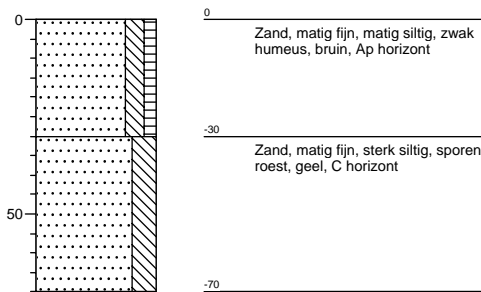 0
0
Zand, matig fijn, matig siltig, zwak
humeus, bruin, Ap horizont
-30
Zand, matig fijn, sterk siltig, sporen
roest, geel, C horizont
50
-70